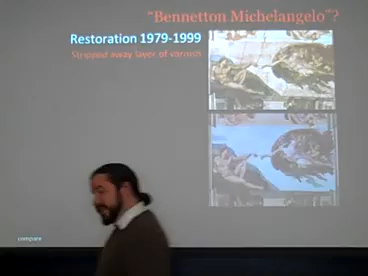 “Bennetton Michelangelo”?
Restoration 1979-1999
Stripped away layer of varnish
compare